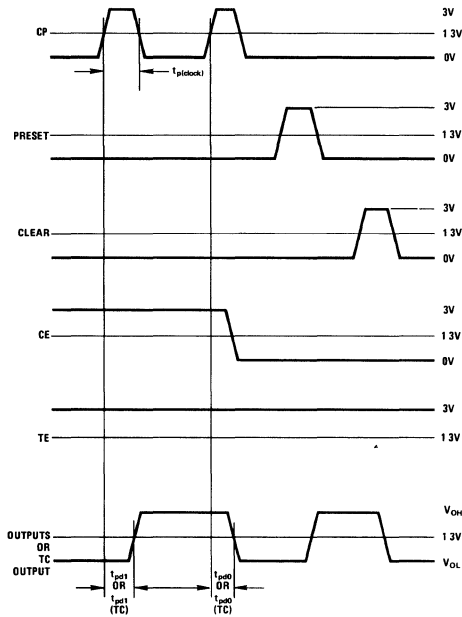 3V
CP
1 3V
0V
tp(clock)
3V
PRESET
1 3V
0V
3V
CLEAR
1 3V
0V
3V
CE
1 3V
0V
3V
TE
1 3V
VOH
OUTPUTS
OR
TC
OUTPUT
1 3V
VOL
tpd1
OR
tpd1
(TC)
tpd0
OR
tpd0
(TC)